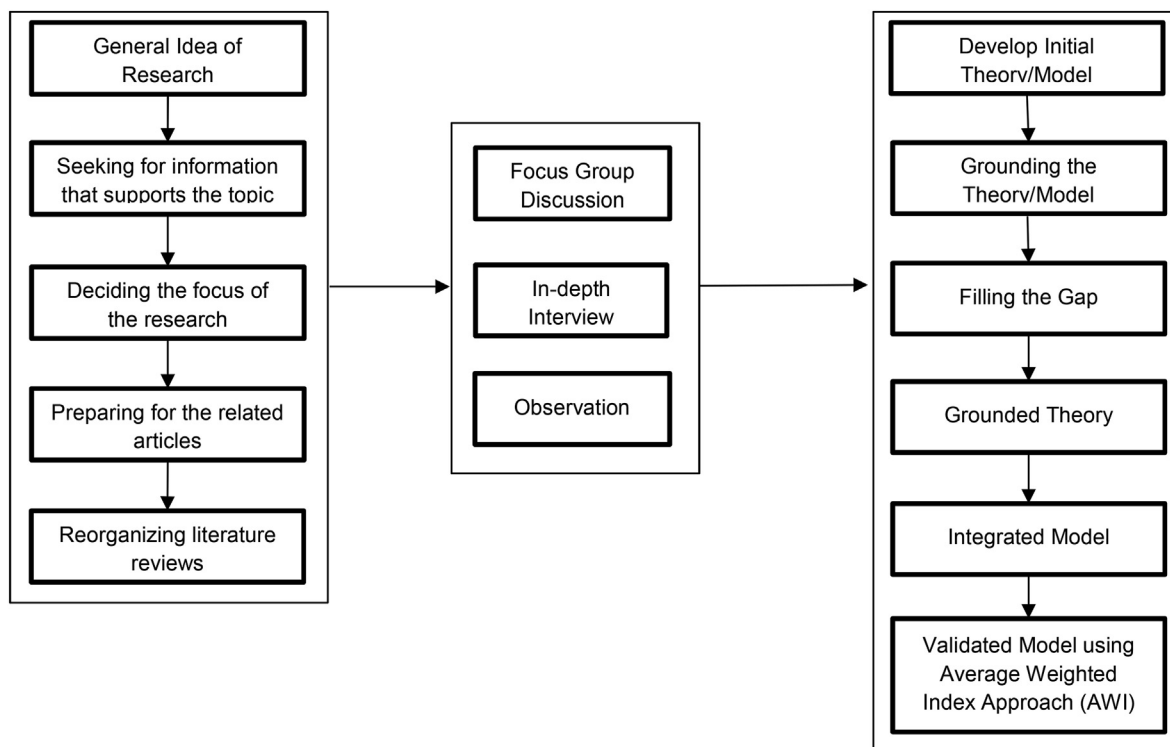 General Idea of
Research
Seeking for information
that supports the topic
Deciding the focus of
the research
Preparing for the related
articles
Reorganizing literature
reviews
Focus Group
Discussion
In-depth
Interview
Observation
Develop Initial
Theory/Model
Grounding the
Theory/Model
Filling the Gap
Grounded Theory
Integrated Model
Validated Model using
Average Weighted
Index Approach (AWI)